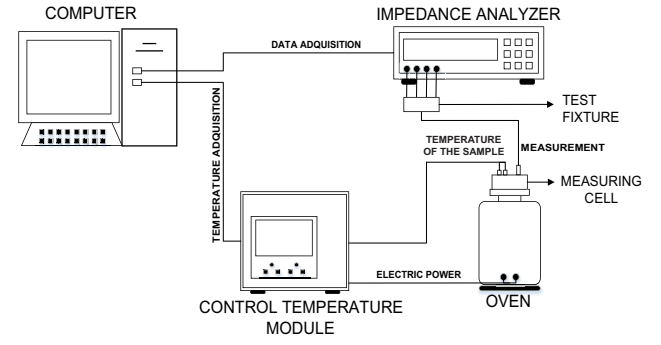 COMPUTER
IMPEDANCE ANALYZER
DATA ADQUISITION
TEST
FIXTURE
TEMPERATURE ADQUISITION
TEMPERATURE
OF THE SAMPLE
MEASUREMENT
MEASURING
CELL
ELECTRIC POWER
OVEN
CONTROL TEMPERATURE
MODULE